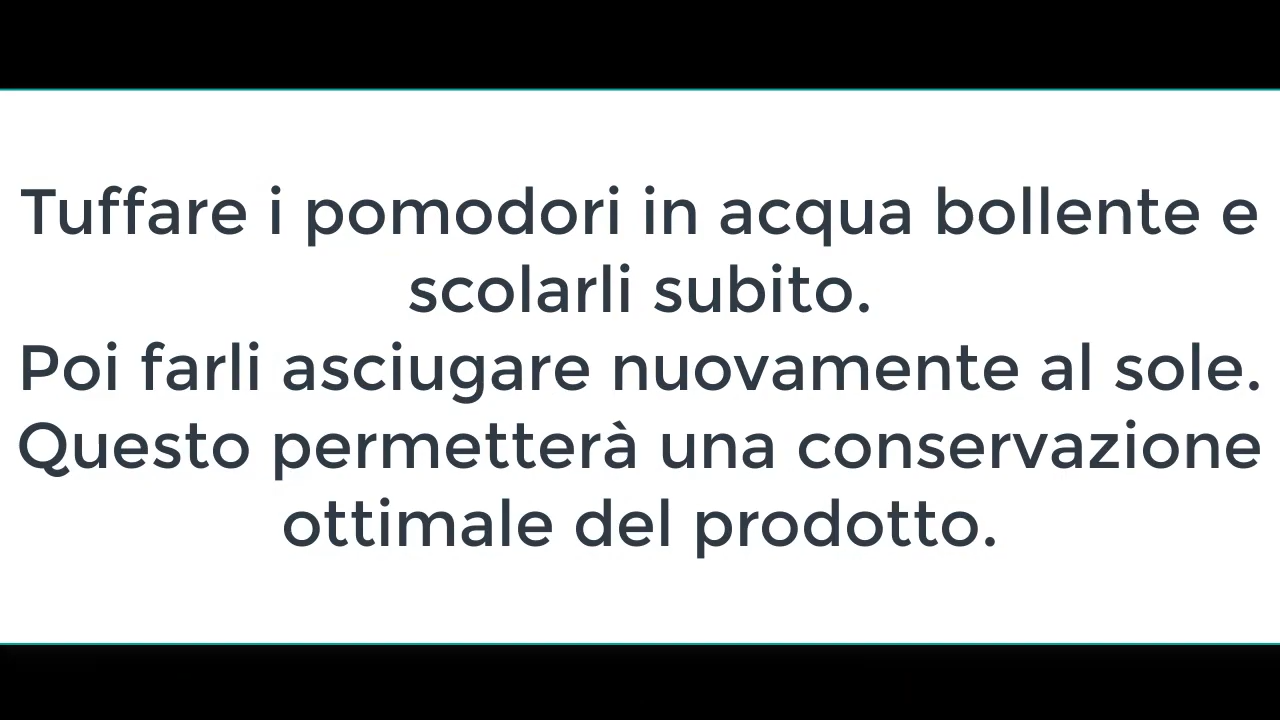 Tuffare i pomodori in acqua bollente e
scolarli subito.
Poi farli asciugare nuovamente al sole.
Questo permetterà una conservazione
ottimale del prodotto.